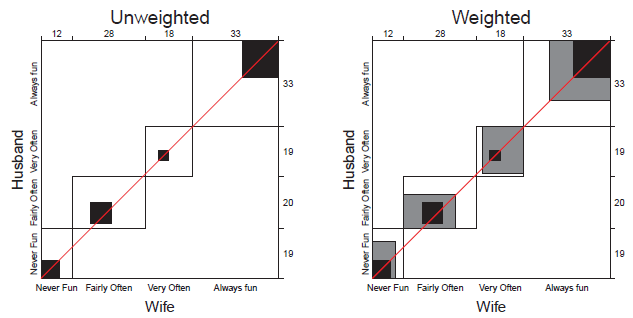 Unweighted
12 28 18 33
Husband
Always fun
Very Often
Fairly Often
Never Fun
33
19
20
19
Never Fun Fairly Often Very Often Always fun
Wife
Weighted
12 28 18 33
Husband
Always fun
Very Often
Fairly Often
Never Fun
33
19
20
19
Never Fun Fairly Often Very Often Always fun
Wife